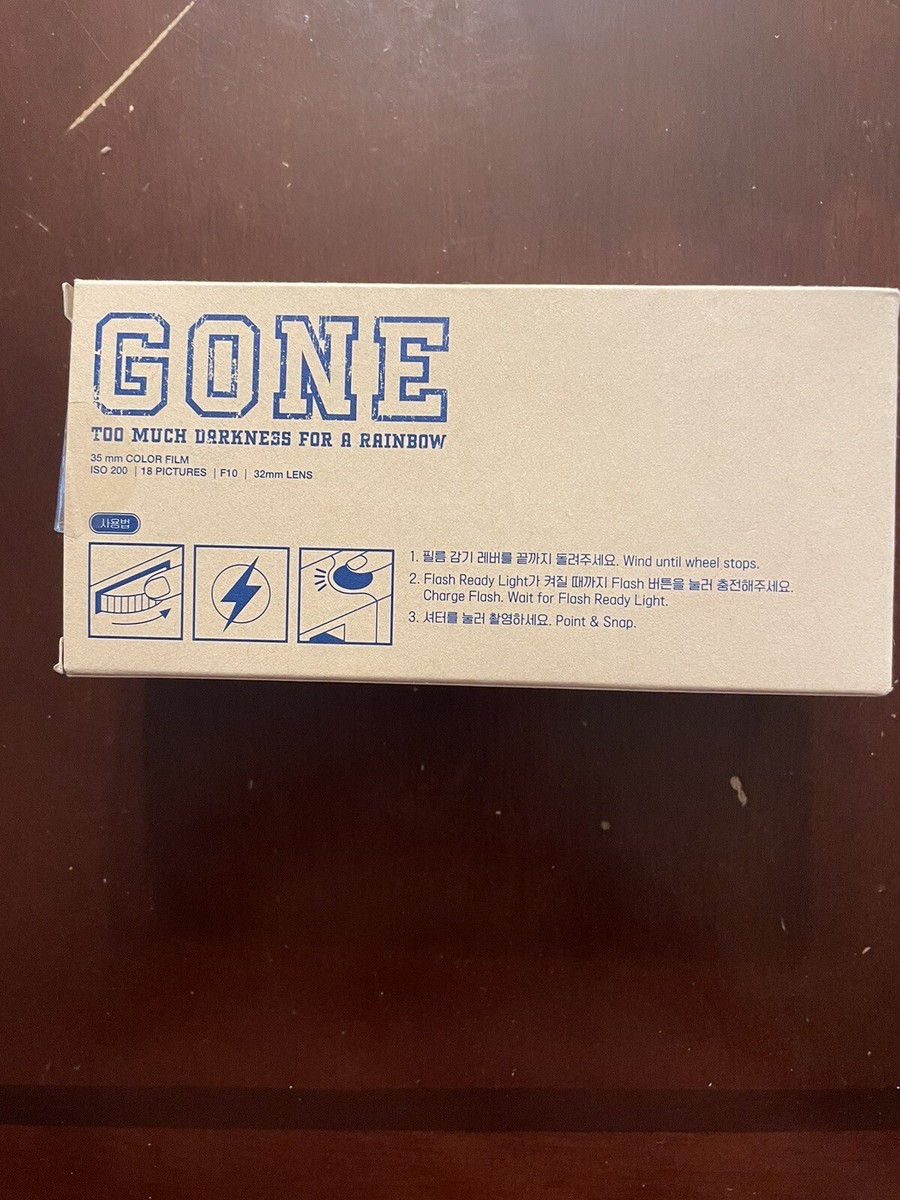 GONE
TOO MUCH DARKNESS FOR A RAINBOW
35 mm COLOR FILM
ISO 200 | 18 PICTURES | F10 | 32mm LENS
사용법
1. 필름 감기 레버를 끝까지 돌려주세요. Wind until wheel stops.
2. Flash Ready Light가 켜질 때까지 Flash 버튼을 눌러 충전해주세요.
Charge Flash. Wait for Flash Ready Light.
3. 셔터를 눌러 촬영하세요. Point & Snap.